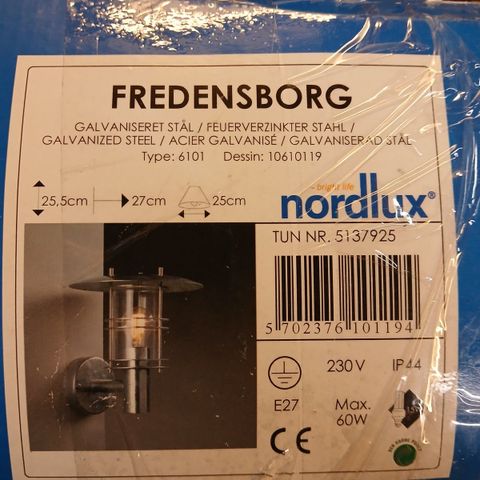 FREDENSBORG
GALVANISERET STÅL / FEUERVERZINKTER STAHL /
GALVANIZED STEEL / ACIER GALVANISÉ / GALVANISERAD STÅL
Type: 6101 Dessin: 10610119
25,5cm 27cm 25cm
– bright life
nordlux®
TUN NR. 5137925
5 702376 101194
230 V IP44
E27 Max.
60W
CE